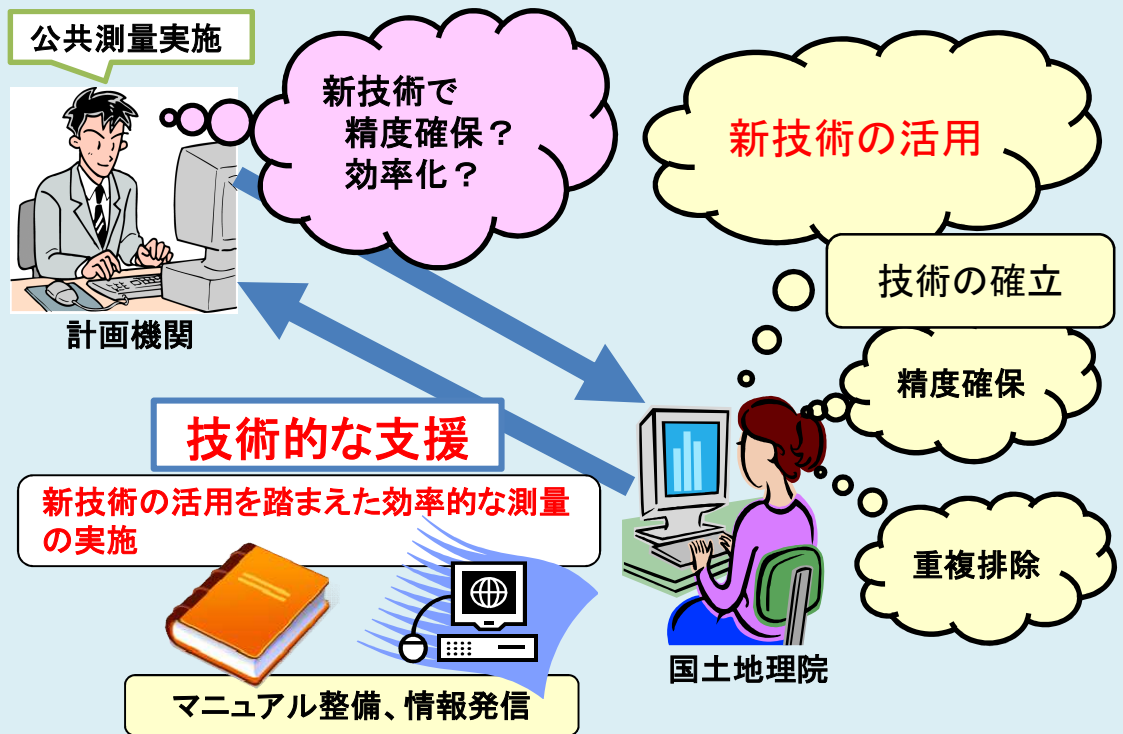 公共測量実施
新技術で
精度確保？
効率化？
新技術の活用
技術の確立
計画機関
精度確保
技術的な支援
新技術の活用を踏まえた効率的な測量
の実施
重複排除
国土地理院
マニュアル整備、情報発信